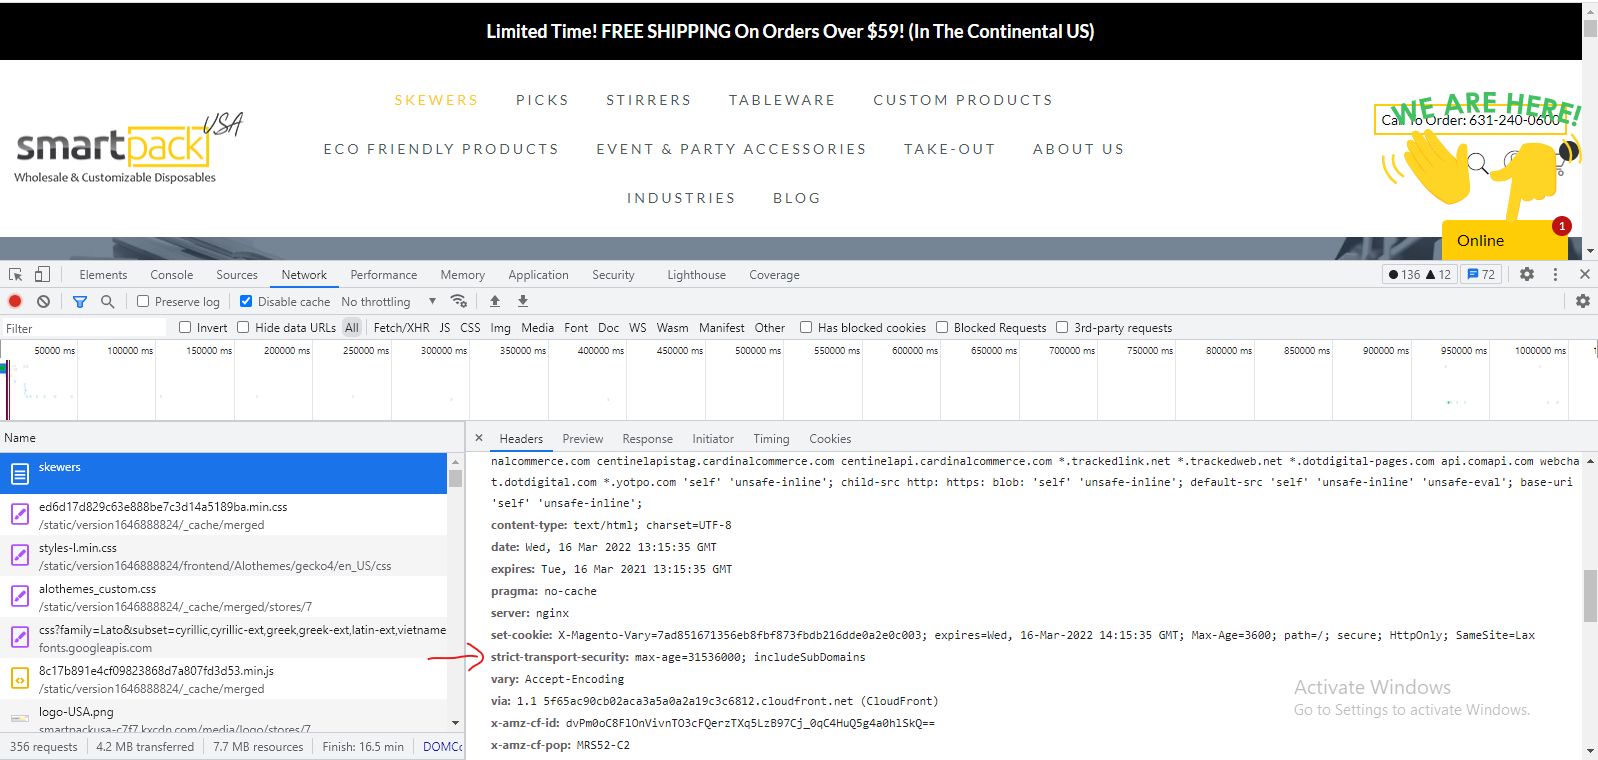 Limited Time! FREE SHIPPING On Orders Over $59! (In The Continental US)
SKEWERS PICKS STIRRERS TABLEWARE CUSTOM PRODUCTS
WE ARE HERE!
Call To Order: 631-240-0600
smartpack USA
Wholesale & Customizable Disposables
ECO FRIENDLY PRODUCTS EVENT & PARTY ACCESSORIES TAKE-OUT ABOUT US
INDUSTRIES BLOG
1
Online
Elements Console Sources Network Performance Memory Application Security Lighthouse Coverage 136 12 72
Preserve log Disable cache No throttling
Filter Invert Hide data URLs All Fetch/XHR JS CSS Img Media Font Doc WS Wasm Manifest Other Has blocked cookies Blocked Requests 3rd-party requests
50000 ms 100000 ms 150000 ms 200000 ms 250000 ms 300000 ms 350000 ms 400000 ms 450000 ms 500000 ms 550000 ms 600000 ms 650000 ms 700000 ms 750000 ms 800000 ms 850000 ms 900000 ms 950000 ms 1000000 ms
Name
skewers
ed6d17d829c63e888be7c3d14a5189ba.min.css
/static/version1646888824/_cache/merged
styles-l.min.css
/static/version1646888824/frontend/Alothemes/gecko4/en_US/css
alothemes_custom.css
/static/version1646888824/_cache/merged/stores/7
css?family=Lato&subset=cyrillic,cyrillic-ext,greek,greek-ext,latin-ext,vietname
fonts.googleapis.com
8c17b891e4cf09823868d7a807fd3d53.min.js
/static/version1646888824/_cache/merged
logo-USA.png
smartpackusa-c7f7.kxcdn.com/media/logo/stores/7
356 requests 4.2 MB transferred 7.7 MB resources Finish: 16.5 min DOMCo
Headers Preview Response Initiator Timing Cookies
nalcommerce.com centinelapistag.cardinalcommerce.com centinelapi.cardinalcommerce.com *.trackedlink.net *.trackedweb.net *.dotdigital-pages.com api.comapi.com webcha
t.dotdigital.com *.yotpo.com 'self' 'unsafe-inline'; child-src http: https: blob: 'self' 'unsafe-inline'; default-src 'self' 'unsafe-inline' 'unsafe-eval'; base-uri
'self' 'unsafe-inline';
content-type: text/html; charset=UTF-8
date: Wed, 16 Mar 2022 13:15:35 GMT
expires: Tue, 16 Mar 2021 13:15:35 GMT
pragma: no-cache
server: nginx
set-cookie: X-Magento-Vary=7ad851671356eb8fbf873fbdb216dde0a2e0c003; expires=Wed, 16-Mar-2022 14:15:35 GMT; Max-Age=3600; path=/; secure; HttpOnly; SameSite=Lax
strict-transport-security: max-age=31536000; includeSubDomains
vary: Accept-Encoding
via: 1.1 5f65ac90cb02aca3a5a0a2a19c3c6812.cloudfront.net (CloudFront)
x-amz-cf-id: dvPm0oC8FlOnVivnTO3cFQerzTXq5LzB97Cj_0qC4HuQ5g4a0hlSkQ==
x-amz-cf-pop: MRS52-C2
Activate Windows
Go to Settings to activate Windows.